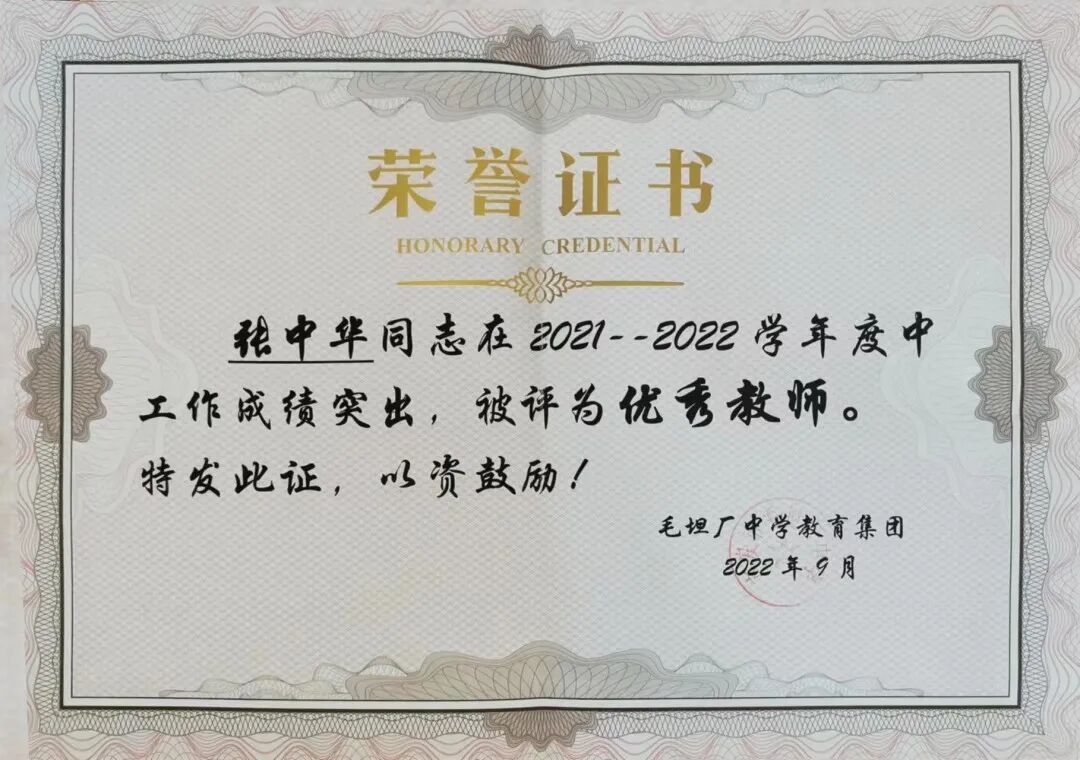 荣誉证书
HONORARY CREDENTIAL
张中华同志在2021--2022学年度中
工作成绩突出，被评为优秀教师。
特发此证，以资鼓励！
毛坦厂中学教育集团
2022年9月